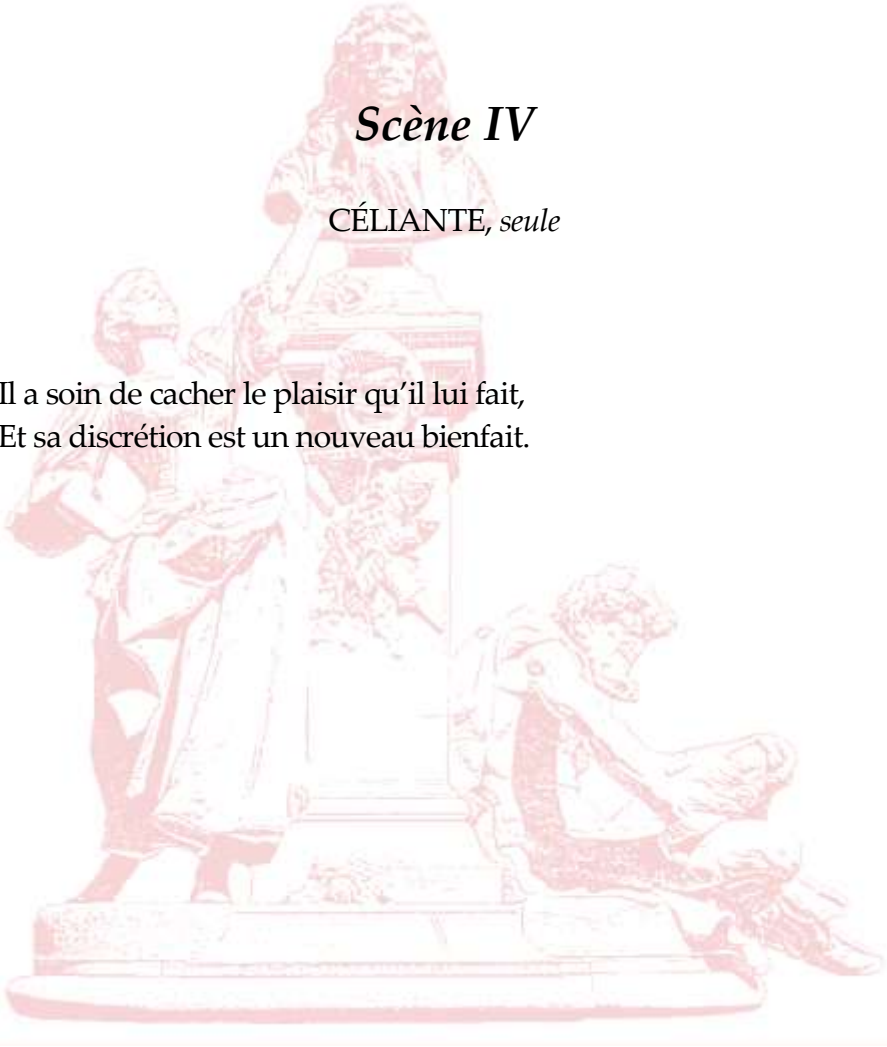 Scène IV
CÉLIANTE, seule
Il a soin de cacher le plaisir qu’il lui fait,
Et sa discrétion est un nouveau bienfait.